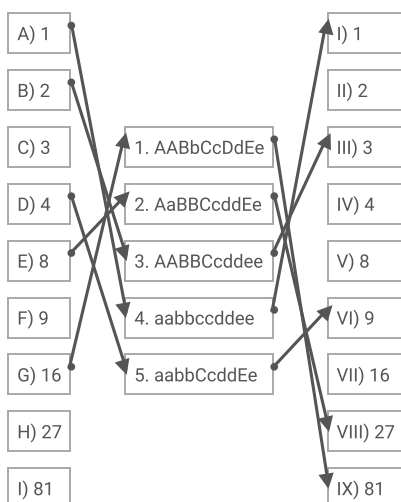 A) 1
B) 2
C) 3
D) 4
E) 8
F) 9
G) 16
H) 27
I) 81
1. AABbCcDdEe
2. AaBBCcddEe
3. AABBCcddee
4. aabbccddee
5. aabbCcddEe
I) 1
II) 2
III) 3
IV) 4
V) 8
VI) 9
VII) 16
VIII) 27
IX) 81